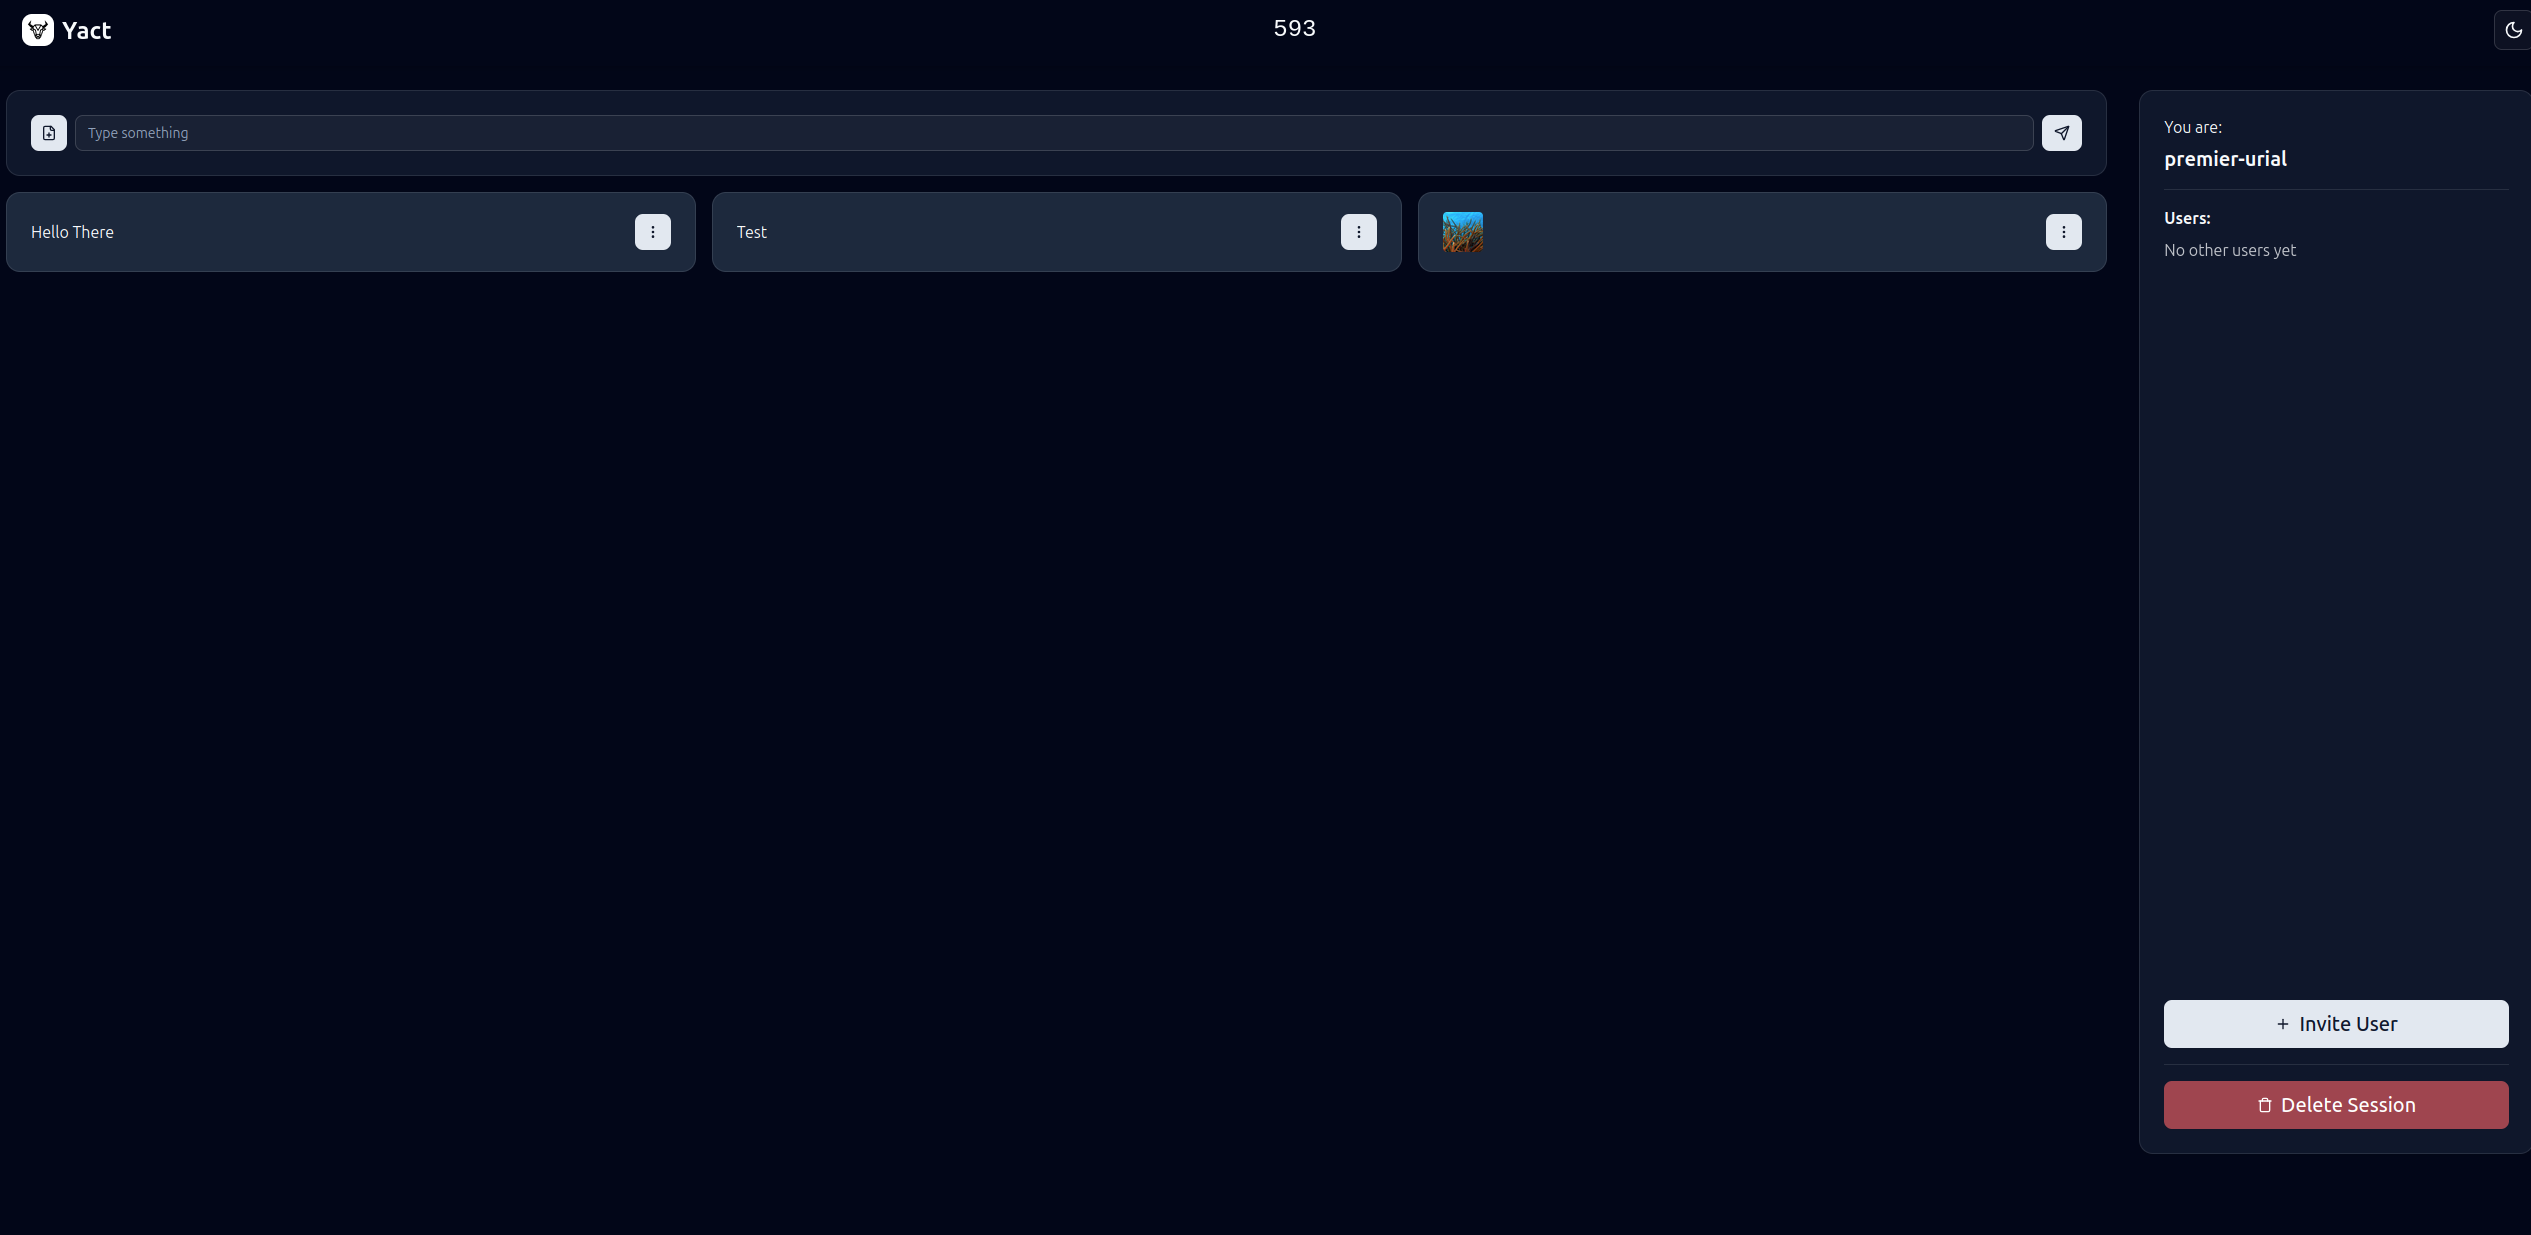 Yact
593
Type something
Hello There
Test
You are:
premier-urial
Users:
No other users yet
+ Invite User
Delete Session